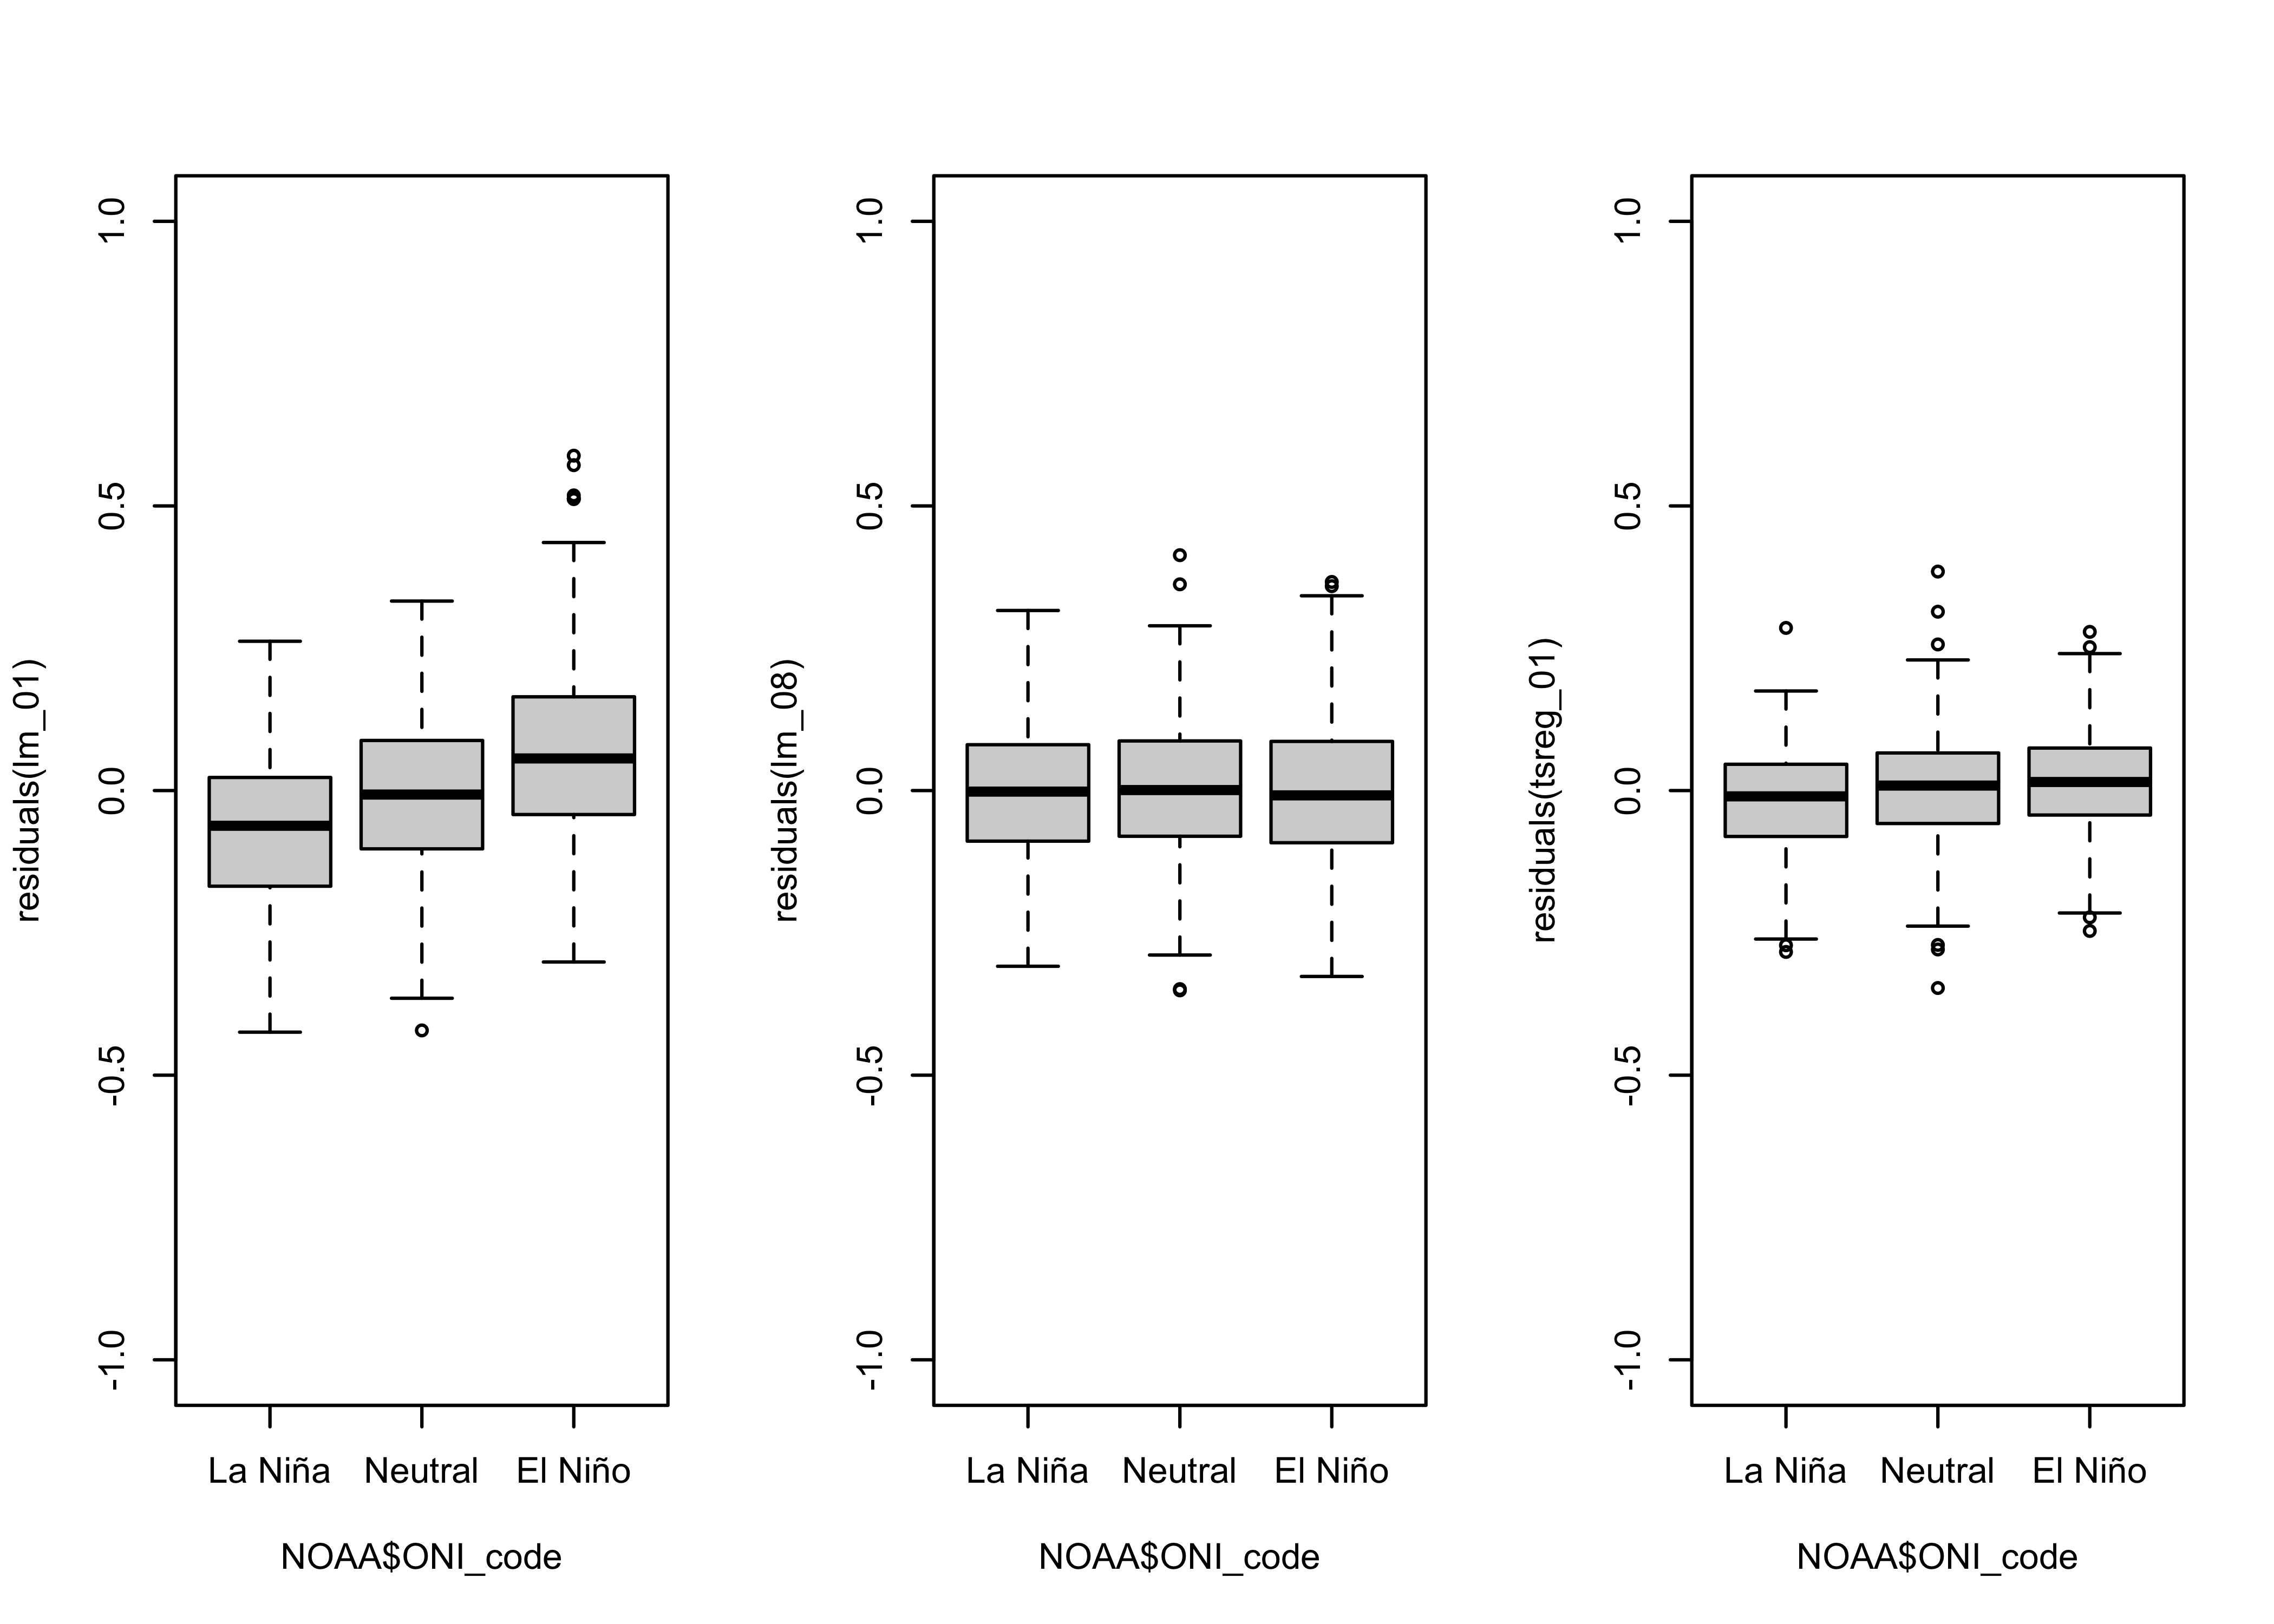 residuals(lm_01)
1.0
0.5
0.0
-0.5
-1.0
La Niña Neutral El Niño
NOAA$ONI_code
residuals(lm_08)
1.0
0.5
0.0
-0.5
-1.0
La Niña Neutral El Niño
NOAA$ONI_code
residuals(tsreg_01)
1.0
0.5
0.0
-0.5
-1.0
La Niña Neutral El Niño
NOAA$ONI_code